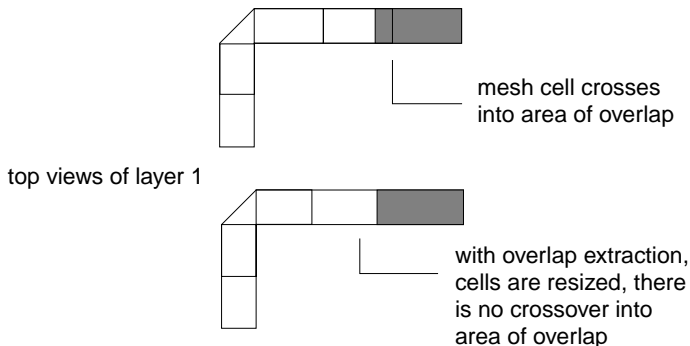 mesh cell crosses
into area of overlap
top views of layer 1
with overlap extraction,
cells are resized, there
is no crossover into
area of overlap